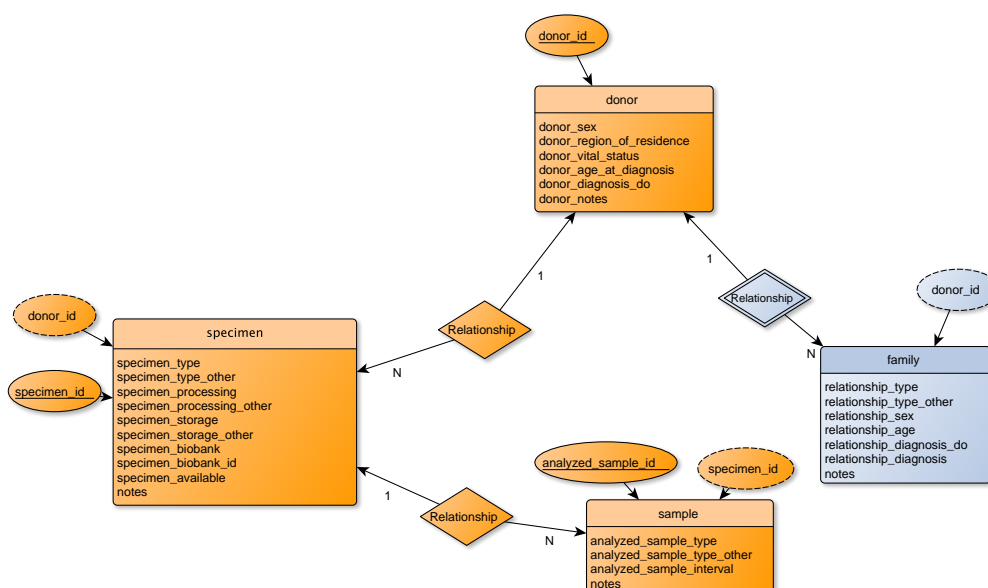 donor_id
donor
donor_sex
donor_region_of_residence
donor_vital_status
donor_age_at_diagnosis
donor_diagnosis_do
donor_notes
1
1
Relationship
donor_id
donor_id
specimen
Relationship
N
N
family
specimen_id
specimen_type
specimen_type_other
specimen_processing
specimen_processing_other
specimen_storage
specimen_storage_other
specimen_biobank
specimen_biobank_id
specimen_available
notes
relationship_type
relationship_type_other
relationship_sex
relationship_age
relationship_diagnosis_do
relationship_diagnosis
notes
analyzed_sample_id
specimen_id
1
Relationship
N
sample
analyzed_sample_type
analyzed_sample_type_other
analyzed_sample_interval
notes